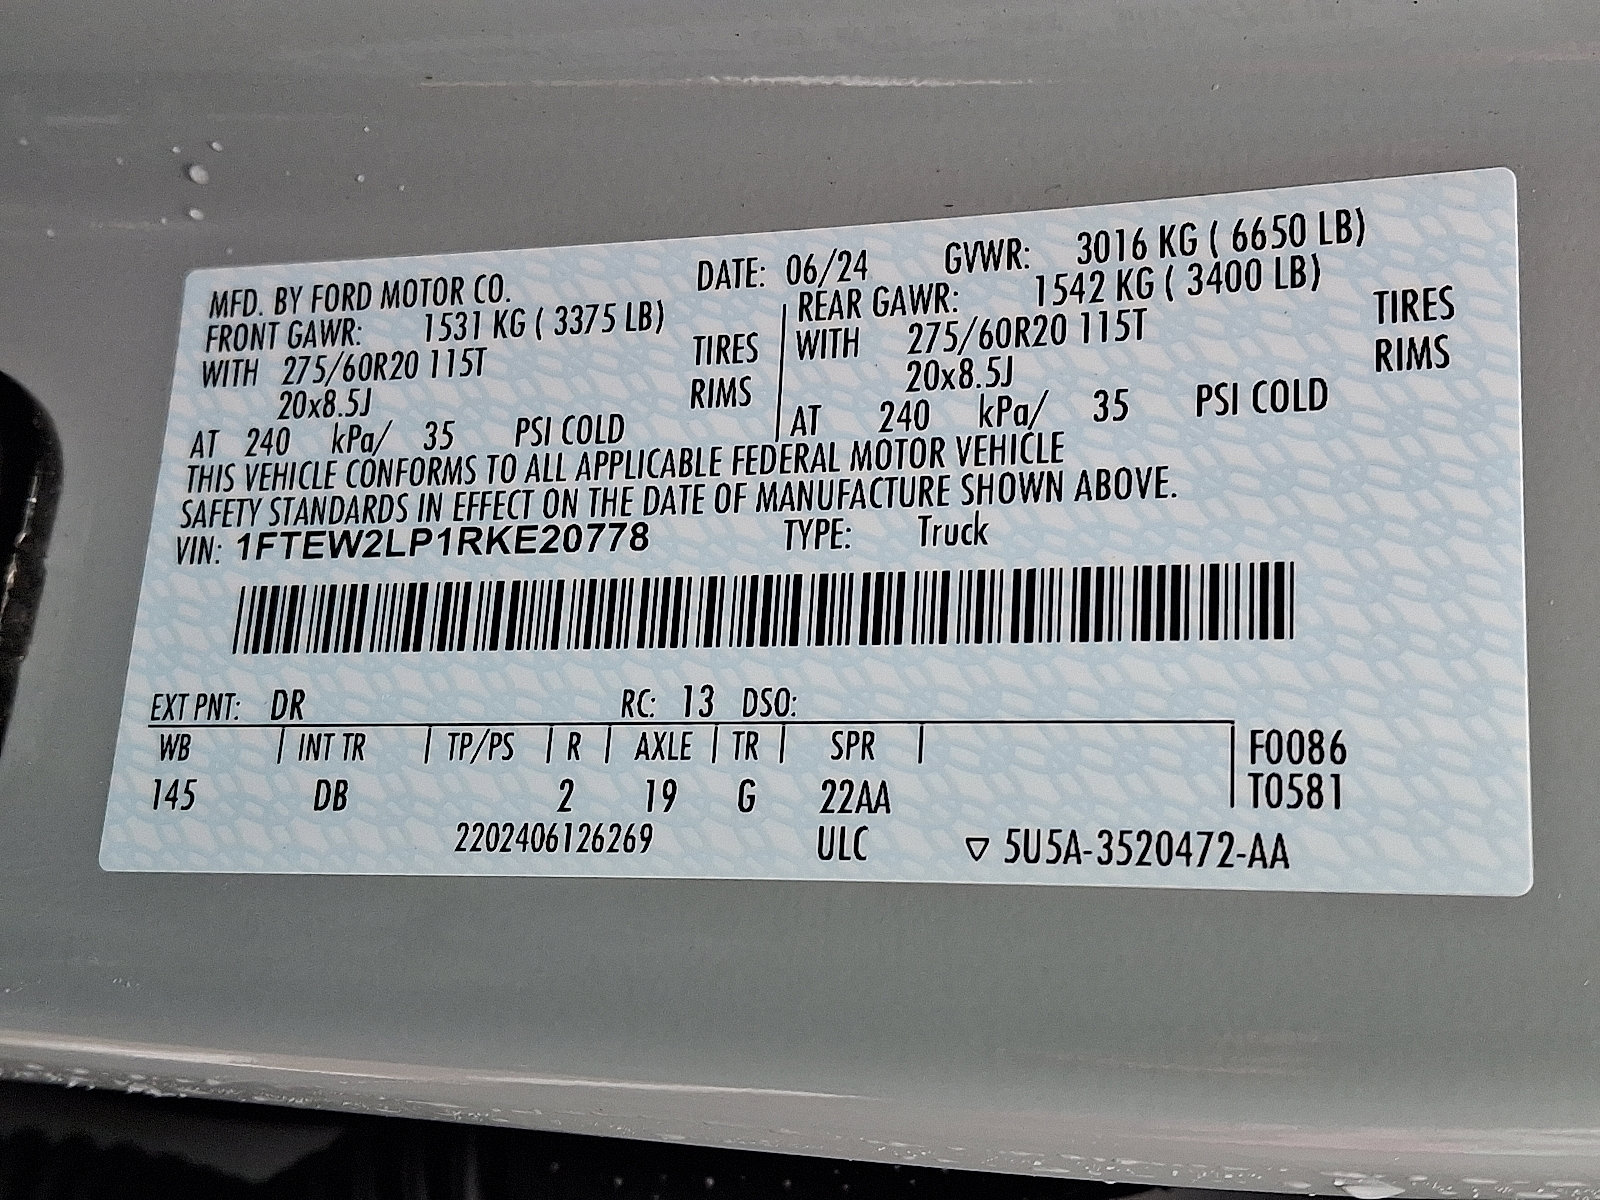 MFD. BY FORD MOTOR CO. DATE: 06/24 GVWR: 3016 KG ( 6650 LB)
FRONT GAWR: 1531 KG ( 3375 LB) REAR GAWR: 1542 KG ( 3400 LB)
WITH 275/60R20 115T TIRES WITH 275/60R20 115T TIRES
20x8.5J RIMS 20x8.5J RIMS
AT 240 kPa/ 35 PSI COLD AT 240 kPa/ 35 PSI COLD
THIS VEHICLE CONFORMS TO ALL APPLICABLE FEDERAL MOTOR VEHICLE
SAFETY STANDARDS IN EFFECT ON THE DATE OF MANUFACTURE SHOWN ABOVE.
VIN: 1FTEW2LP1RKE20778 TYPE: Truck
EXT PNT: DR RC: 13 DSO:
WB INT TR TP/PS R AXLE TR SPR F0086
145 DB 2 19 G 22AA T0581
2202406126269 ULC ▽ 5U5A-3520472-AA